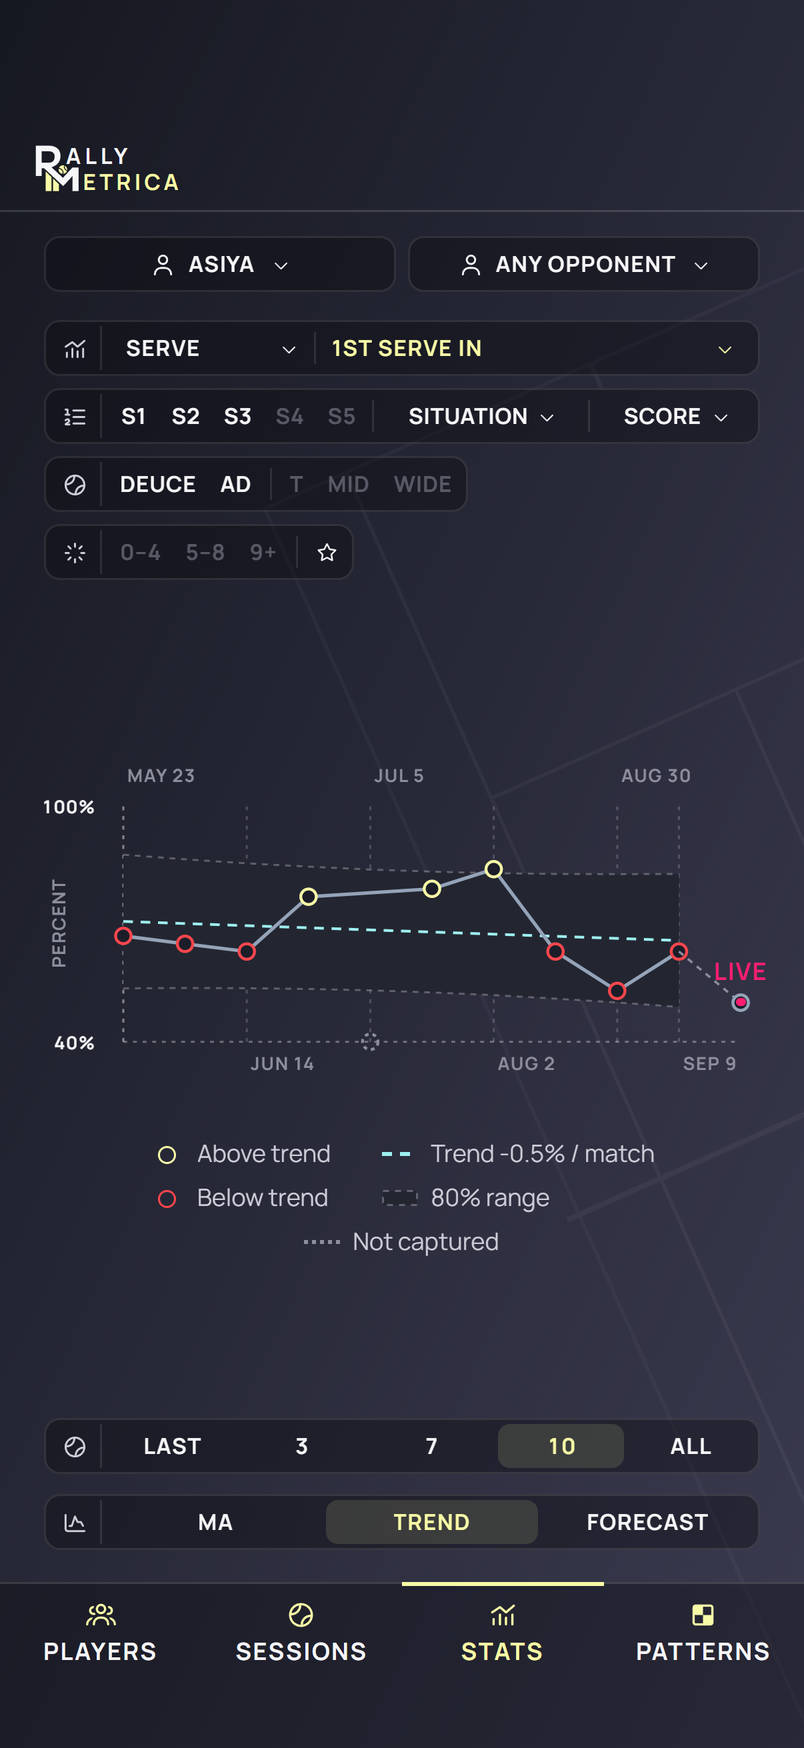 RALLY
METRICA
ASIYA ANY OPPONENT
SERVE 1ST SERVE IN
S1 S2 S3 S4 S5 SITUATION SCORE
DEUCE AD T MID WIDE
0–4 5–8 9+
MAY 23 JUL 5 AUG 30
100%
PERCENT
LIVE
40%
JUN 14 AUG 2 SEP 9
Above trend Trend -0.5% / match
Below trend 80% range
Not captured
LAST 3 7 10 ALL
MA TREND FORECAST
PLAYERS SESSIONS STATS PATTERNS